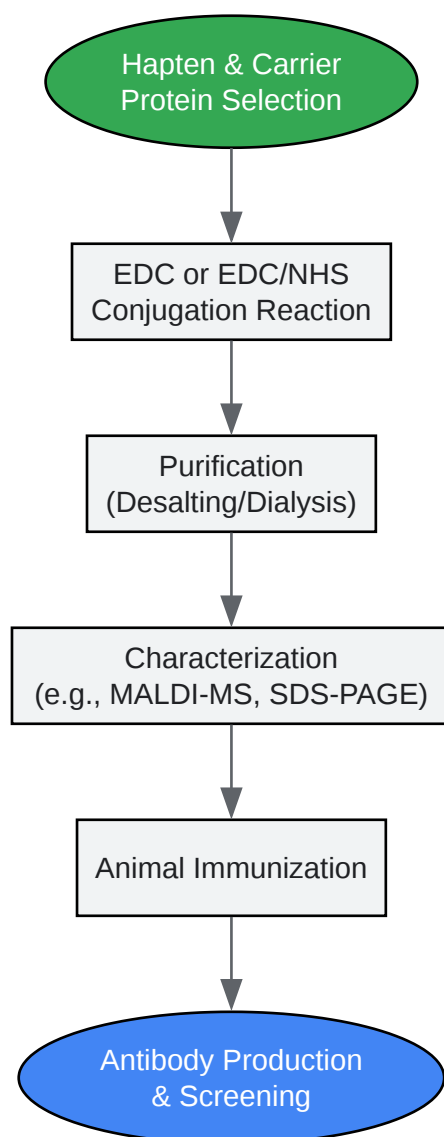 Hapten & Carrier
Protein Selection
EDC or EDC/NHS
Conjugation Reaction
Purification
(Desalting/Dialysis)
Characterization
(e.g., MALDI-MS, SDS-PAGE)
Animal Immunization
Antibody Production
& Screening